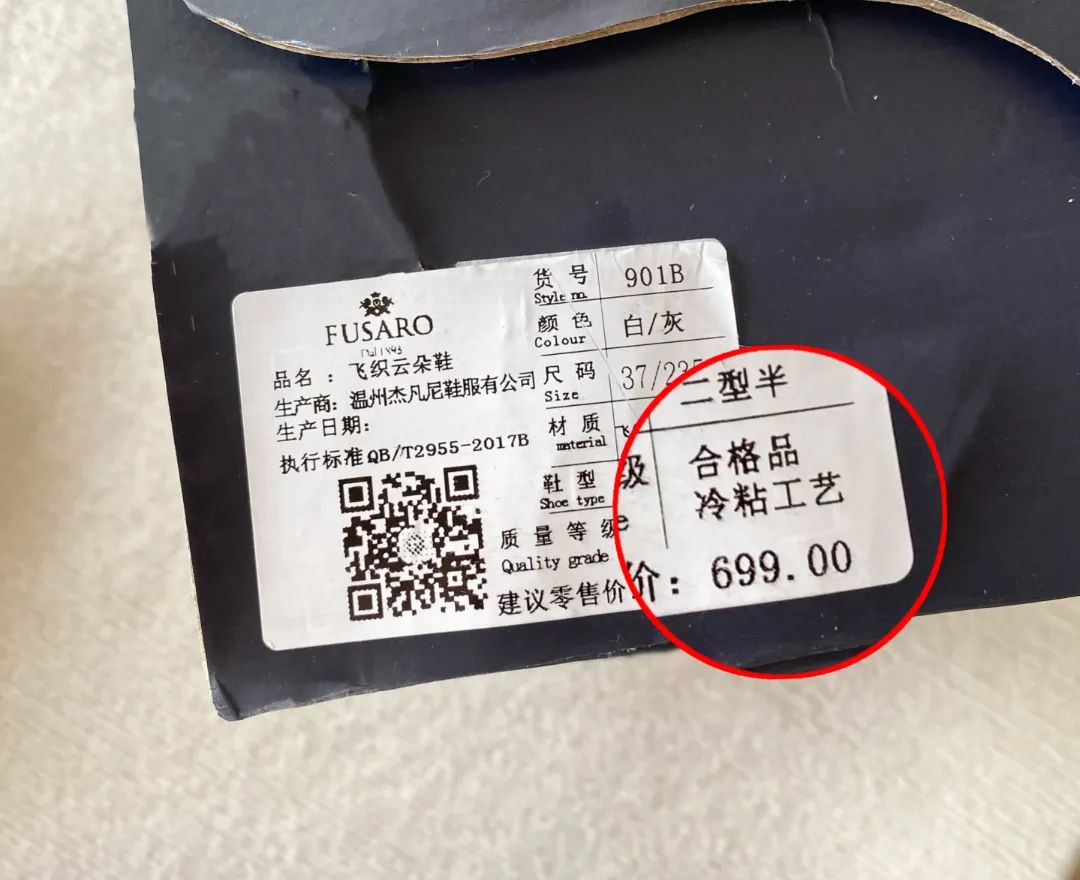 FUSARO
品名 : 飞织云朵鞋
生产商: 温州杰凡尼鞋服有限公司
生产日期:
执行标准QB/T2955-2017B
货号 901B
Style no.
颜色 白/灰
Colour
尺码 37/235
Size
材质 飞
material
鞋型 二型半
Shoe type
质量等级 合格品
Quality grade 冷粘工艺
建议零售价: 699.00